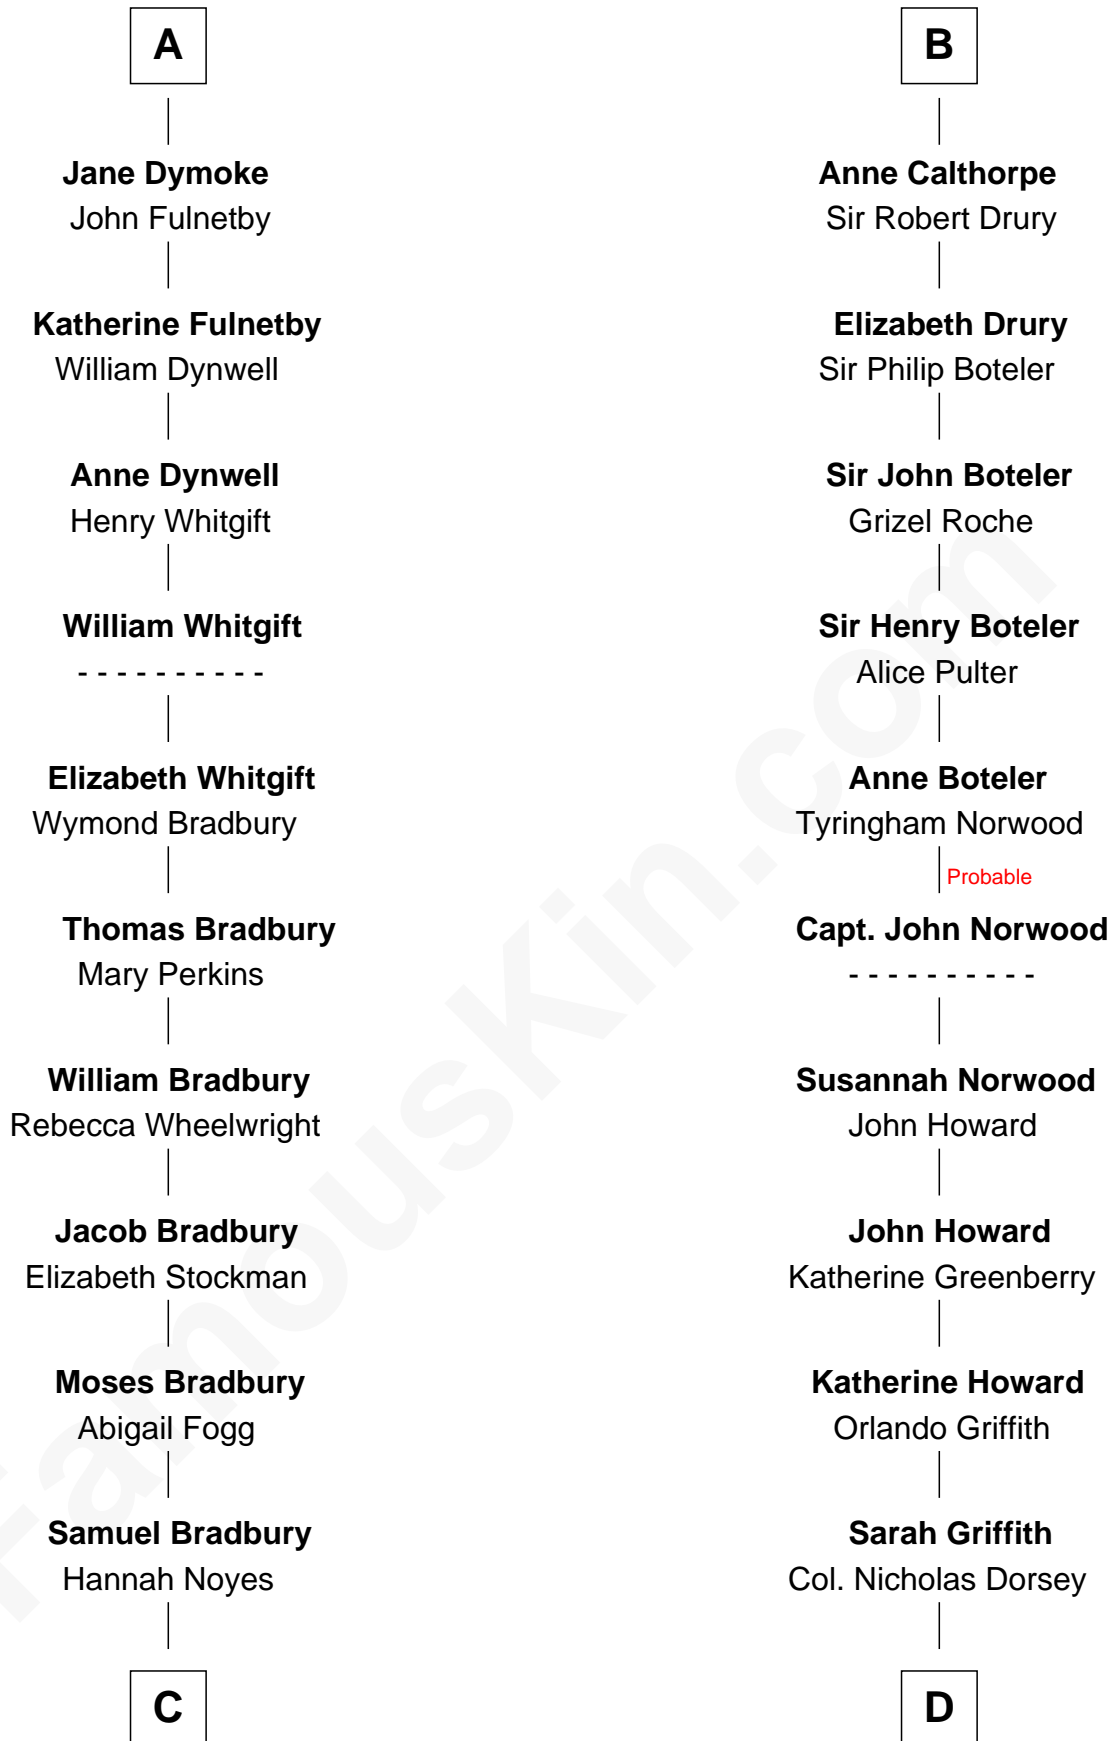 A
Jane Dymoke
John Fulnetby
Katherine Fulnetby
William Dynwell
Anne Dynwell
Henry Whitgift
William Whitgift
- - - - - - - - - -
Elizabeth Whitgift
Wymond Bradbury
Thomas Bradbury
Mary Perkins
William Bradbury
Rebecca Wheelwright
Jacob Bradbury
Elizabeth Stockman
Moses Bradbury
Abigail Fogg
Samuel Bradbury
Hannah Noyes
C
B
Anne Calthorpe
Sir Robert Drury
Elizabeth Drury
Sir Philip Boteler
Sir John Boteler
Grizel Roche
Sir Henry Boteler
Alice Pulter
Anne Boteler
Tyringham Norwood
Probable
Capt. John Norwood
- - - - - - - - - -
Susannah Norwood
John Howard
John Howard
Katherine Greenberry
Katherine Howard
Orlando Griffith
Sarah Griffith
Col. Nicholas Dorsey
D
FamousKin.com